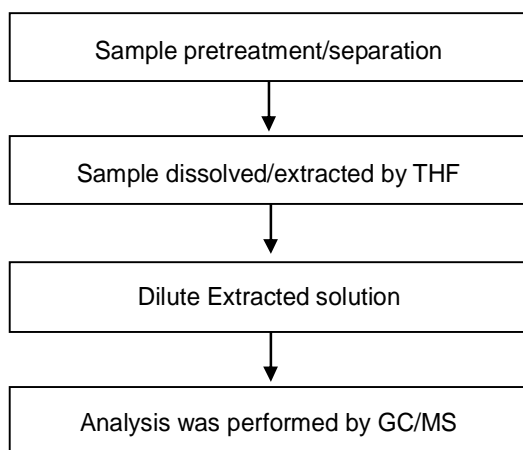 Sample pretreatment/separation
Sample dissolved/extracted by THF
Dilute Extracted solution
Analysis was performed by GC/MS